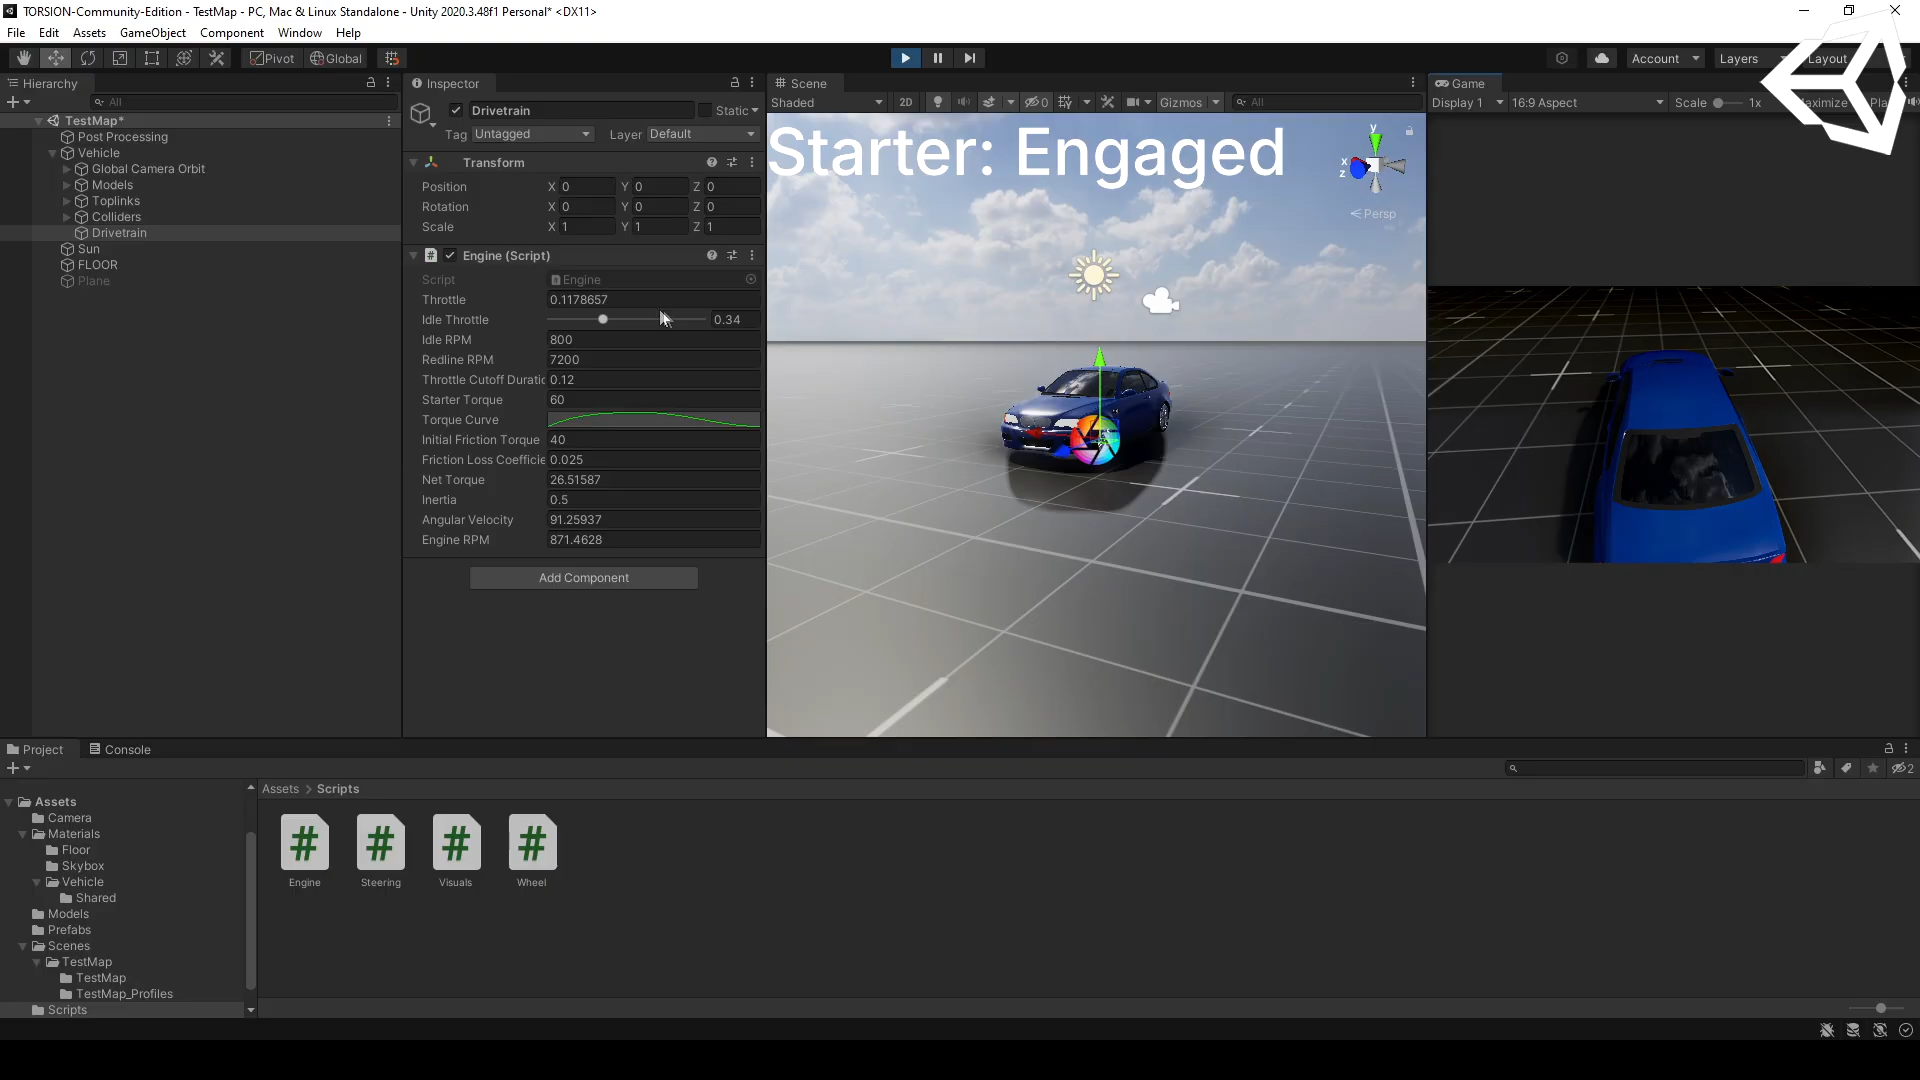 TORSION-Community-Edition - TestMap - PC, Mac & Linux Standalone - Unity 2020.3.48f1 Personal* <DX11>
File Edit Assets GameObject Component Window Help
Pivot Global Account Layers Layout
Hierarchy
All
TestMap*
Post Processing
Vehicle
Global Camera Orbit
Models
Toplinks
Colliders
Drivetrain
Sun
FLOOR
Plane
Inspector
Drivetrain Static
Tag Untagged Layer Default
Transform
Position X 0 Y 0 Z 0
Rotation X 0 Y 0 Z 0
Scale X 1 Y 1 Z 1
# Engine (Script)
Script Engine
Throttle 0.1178657
Idle Throttle 0.34
Idle RPM 800
Redline RPM 7200
Throttle Cutoff Duratic 0.12
Starter Torque 60
Torque Curve
Initial Friction Torque 40
Friction Loss Coefficie 0.025
Net Torque 26.51587
Inertia 0.5
Angular Velocity 91.25937
Engine RPM 871.4628
Add Component
Scene
Shaded 2D 0 Gizmos All
Starter: Engaged
y
x
z
Persp
Game
Display 1 16:9 Aspect Scale 1x Maximize Pla
Project Console
2
Assets
Camera
Materials
Floor
Skybox
Vehicle
Shared
Models
Prefabs
Scenes
TestMap
TestMap
TestMap_Profiles
Scripts
Assets > Scripts
# # # #
Engine Steering Visuals Wheel